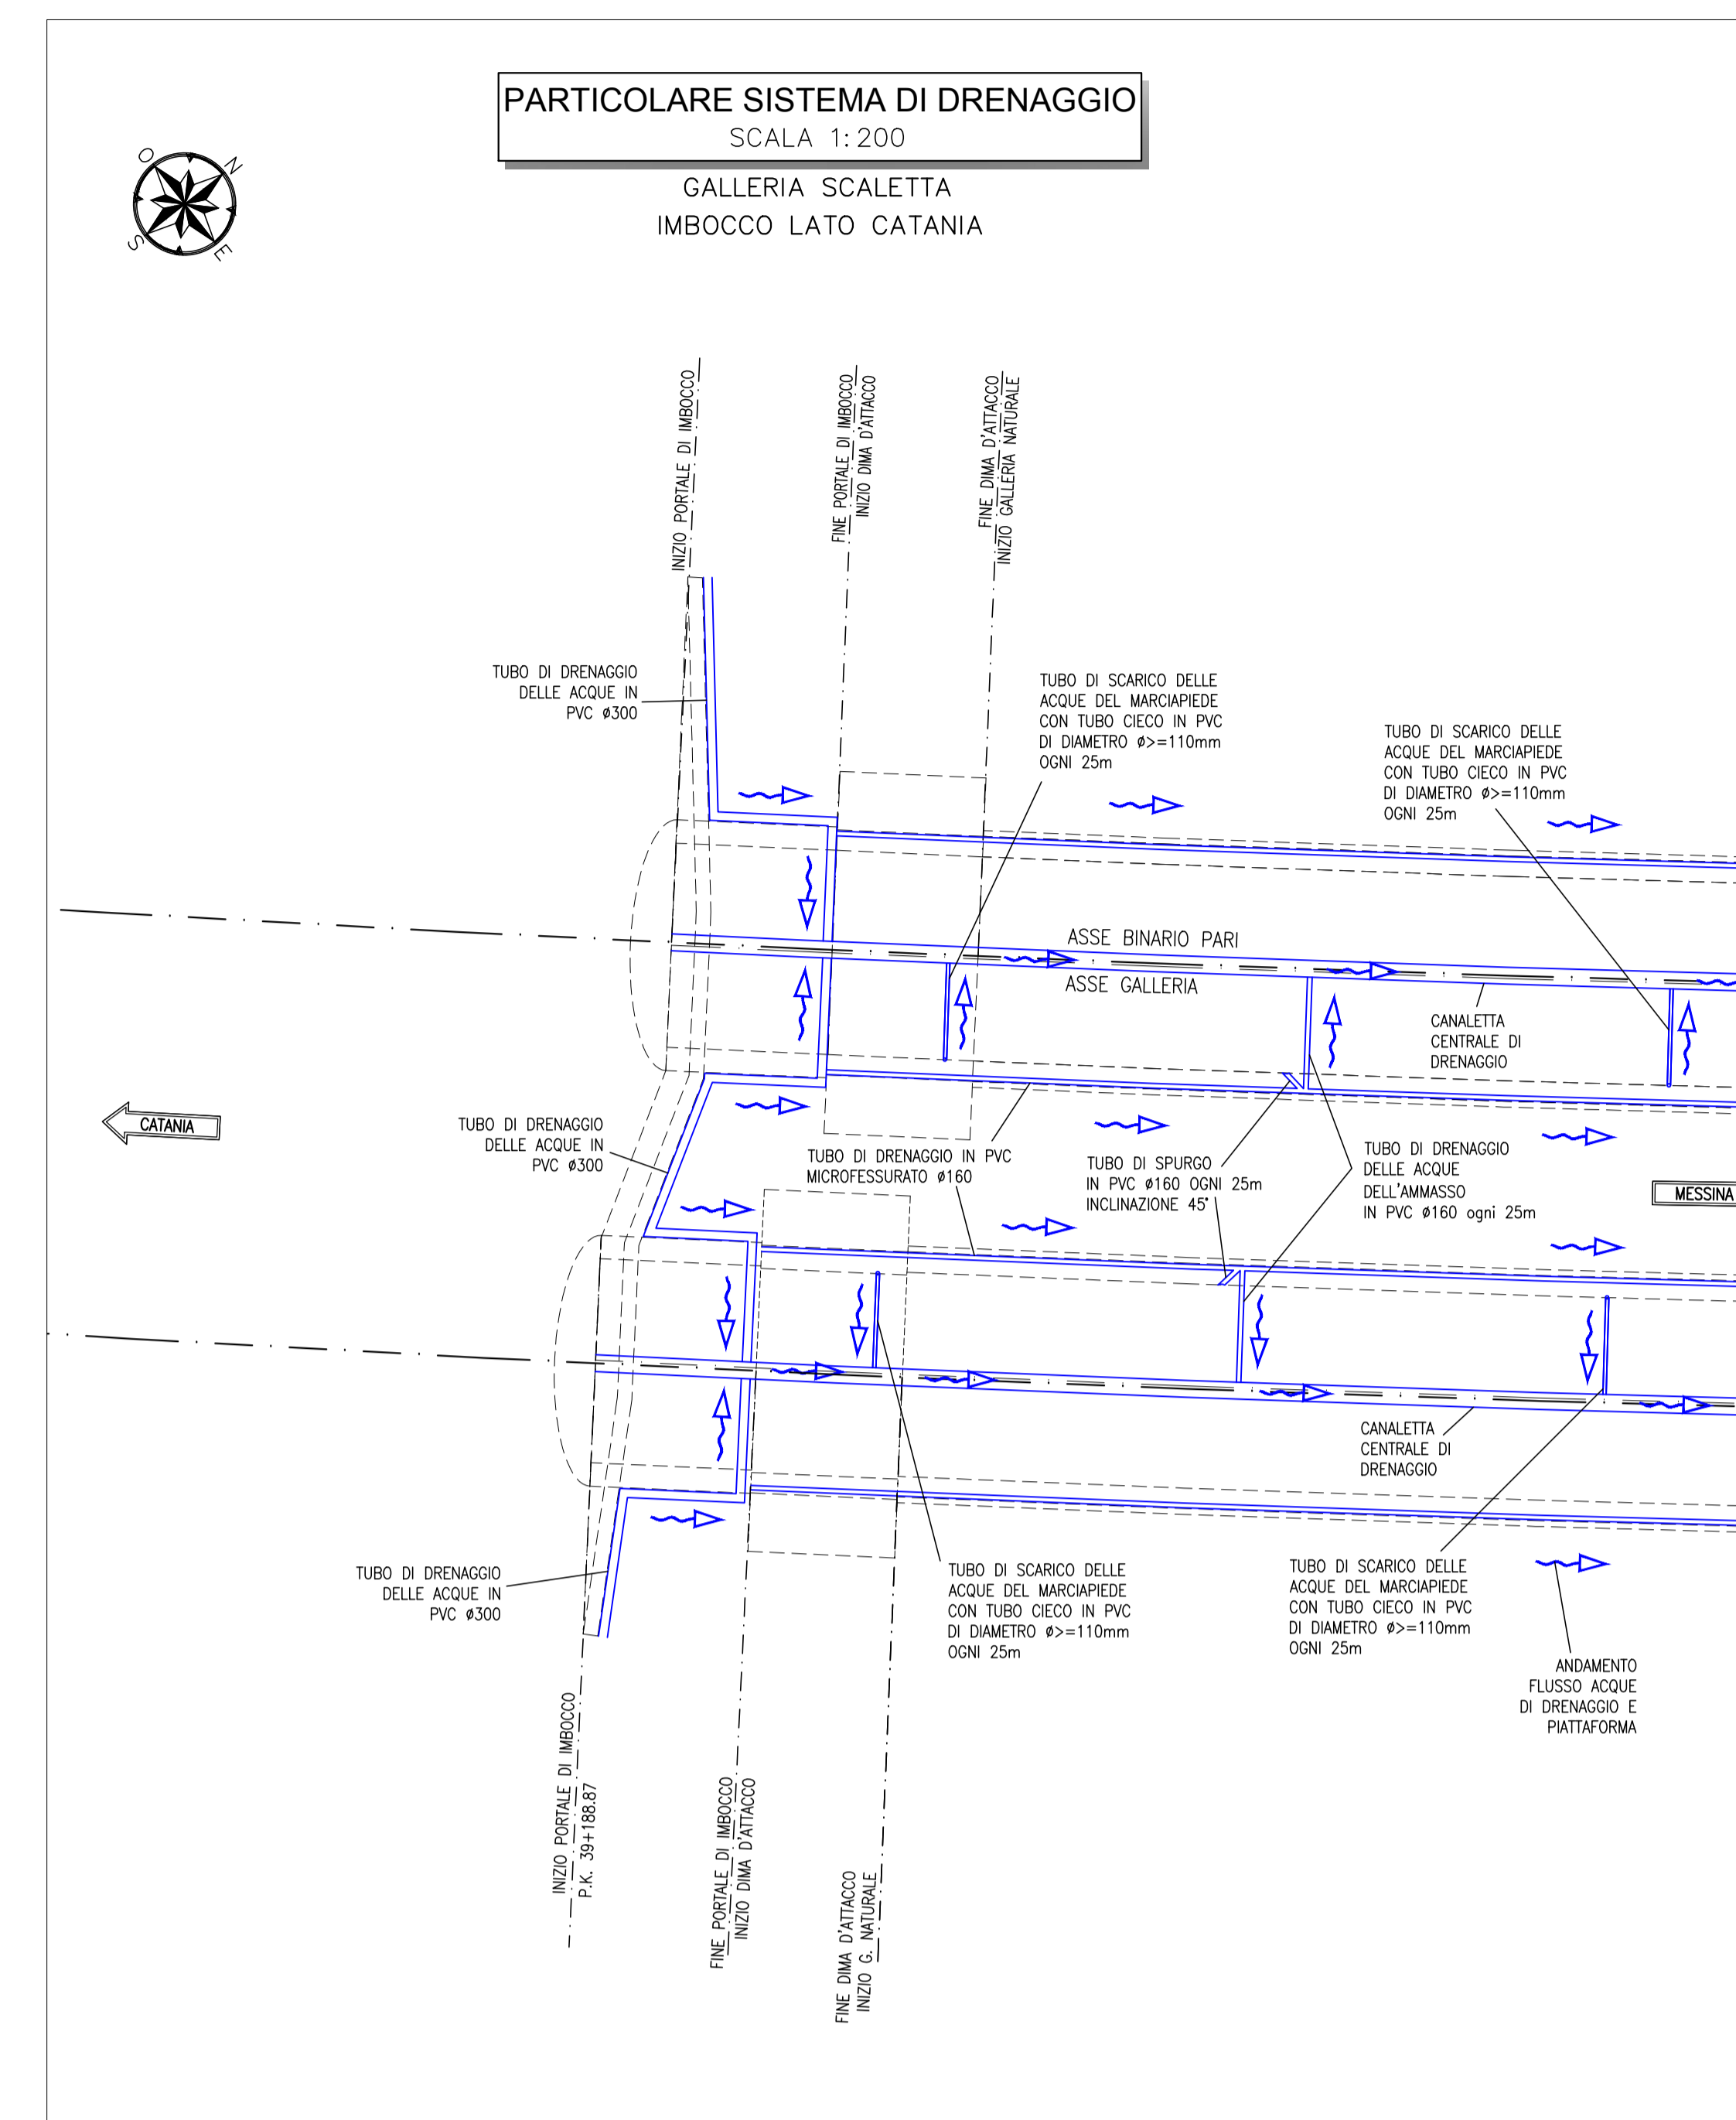 PARTICOLARE SISTEMA DI DRENAGGIO
SCALA 1:200
GALLERIA SCALETTA
IMBOCCO LATO CATANIA
O
N
S
E
INIZIO PORTALE DI IMBOCCO
FINE PORTALE DI IMBOCCO
INIZIO DIMA D'ATTACCO
FINE DIMA D'ATTACCO
INIZIO GALLERIA NATURALE
TUBO DI DRENAGGIO
DELLE ACQUE IN
PVC ø300
TUBO DI SCARICO DELLE
ACQUE DEL MARCIAPIEDE
CON TUBO CIECO IN PVC
DI DIAMETRO ø>=110mm
OGNI 25m
TUBO DI SCARICO DELLE
ACQUE DEL MARCIAPIEDE
CON TUBO CIECO IN PVC
DI DIAMETRO ø>=110mm
OGNI 25m
ASSE BINARIO PARI
ASSE GALLERIA
CANALETTA
CENTRALE DI
DRENAGGIO
CATANIA
TUBO DI DRENAGGIO
DELLE ACQUE IN
PVC ø300
TUBO DI DRENAGGIO IN PVC
MICROFESSURATO ø160
TUBO DI SPURGO
IN PVC ø160 OGNI 25m
INCLINAZIONE 45°
TUBO DI DRENAGGIO
DELLE ACQUE
DELL'AMMASSO
IN PVC ø160 ogni 25m
MESSINA
CANALETTA
CENTRALE DI
DRENAGGIO
TUBO DI DRENAGGIO
DELLE ACQUE IN
PVC ø300
TUBO DI SCARICO DELLE
ACQUE DEL MARCIAPIEDE
CON TUBO CIECO IN PVC
DI DIAMETRO ø>=110mm
OGNI 25m
TUBO DI SCARICO DELLE
ACQUE DEL MARCIAPIEDE
CON TUBO CIECO IN PVC
DI DIAMETRO ø>=110mm
OGNI 25m
ANDAMENTO
FLUSSO ACQUE
DI DRENAGGIO E
PIATTAFORMA
INIZIO PORTALE DI IMBOCCO
P.K. 39+188.87
FINE PORTALE DI IMBOCCO
INIZIO DIMA D'ATTACCO
FINE DIMA D'ATTACCO
INIZIO G. NATURALE